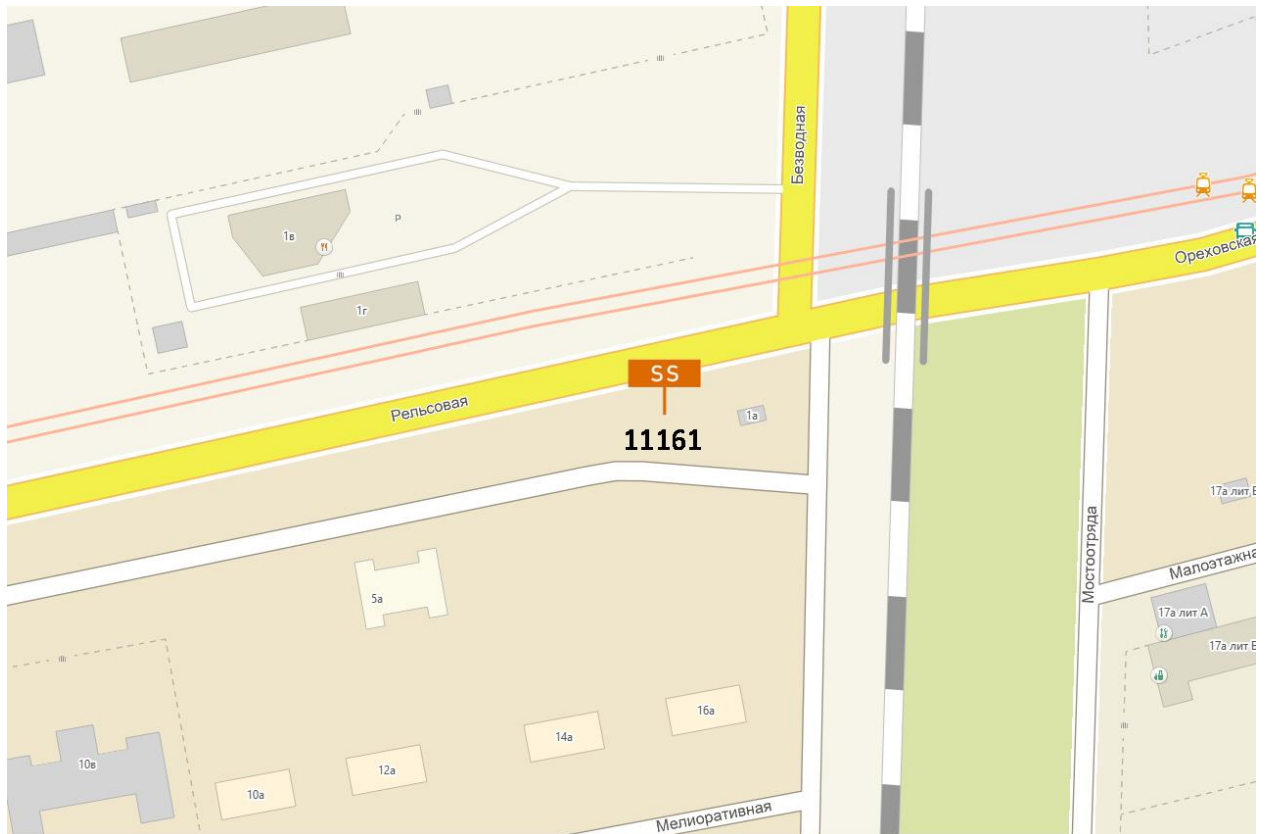 Безводная
1в
P
Ореховская
1г
SS
Рельсовая
1а
11161
17а лит
Мостоотряда
Малоэтажна
5а
17а лит А
17а лит
16а
14а
10в
12а
10а
Мелиоративная